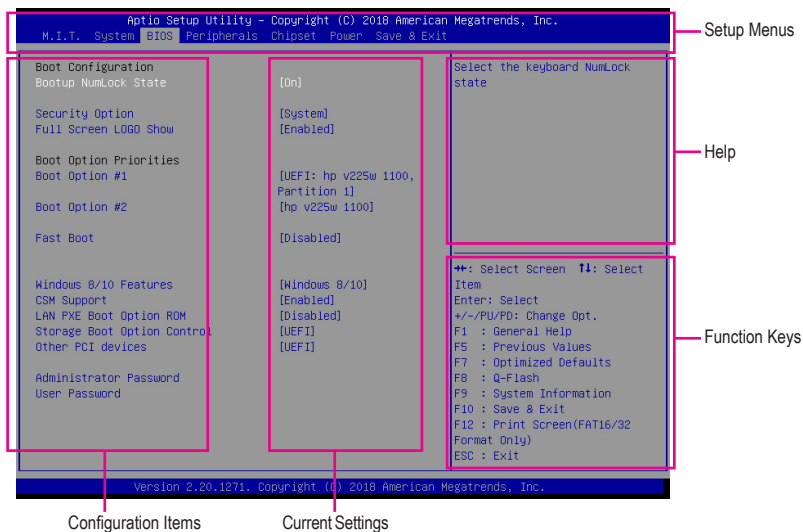 Aptio Setup Utility – Copyright (C) 2018 American Megatrends, Inc.
M.I.T. System BIOS Peripherals Chipset Power Save & Exit
Setup Menus
Boot Configuration
Bootup NumLock State [On]
Security Option [System]
Full Screen LOGO Show [Enabled]
Boot Option Priorities
Boot Option #1 [UEFI: hp v225w 1100,
Partition 1]
Boot Option #2 [hp v225w 1100]
Fast Boot [Disabled]
Windows 8/10 Features [Windows 8/10]
CSM Support [Enabled]
LAN PXE Boot Option ROM [Disabled]
Storage Boot Option Control [UEFI]
Other PCI devices [UEFI]
Administrator Password
User Password
Select the keyboard NumLock
state
Help
→←: Select Screen ↑↓: Select
Item
Enter: Select
+/-/PU/PD: Change Opt.
F1 : General Help
F5 : Previous Values
F7 : Optimized Defaults
F8 : Q-Flash
F9 : System Information
F10 : Save & Exit
F12 : Print Screen(FAT16/32
Format Only)
ESC : Exit
Function Keys
Version 2.20.1271. Copyright (C) 2018 American Megatrends, Inc.
Configuration Items
Current Settings